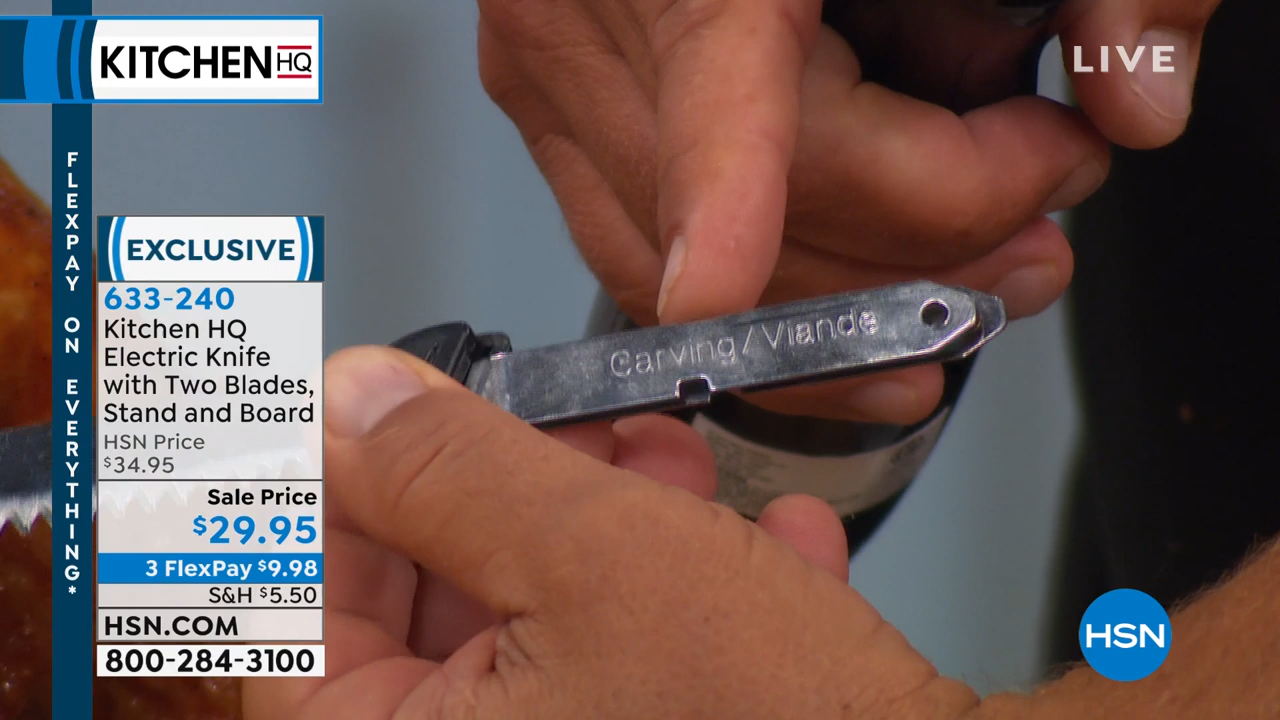 KITCHEN HQ
LIVE
FLEXPAY ON EVERYTHING*
EXCLUSIVE
633-240
Kitchen HQ
Electric Knife
with Two Blades,
Stand and Board
HSN Price
$34.95
Sale Price
$29.95
3 FlexPay $9.98
S&H $5.50
HSN.COM
800-284-3100
Carving/Viande
HSN